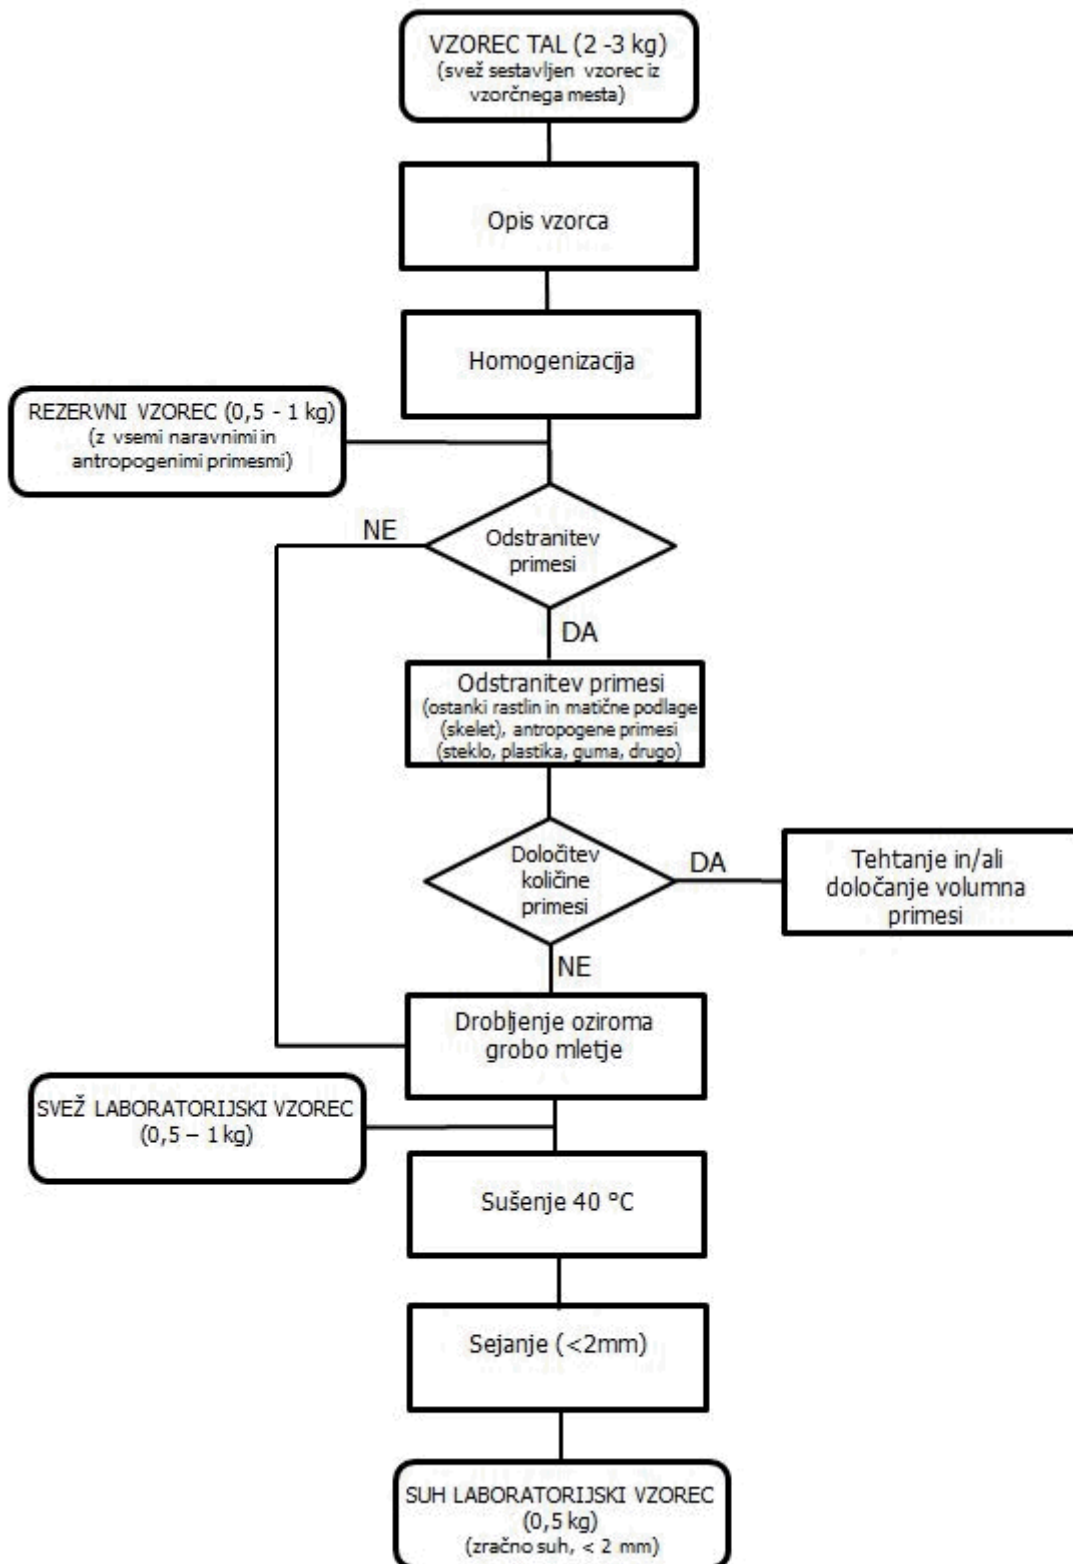 VZOREC TAL (2 -3 kg)
(svež sestavljen vzorec iz
vzorčnega mesta)
Opis vzorca
Homogenizacija
REZERVNI VZOREC (0,5 - 1 kg)
(z vsemi naravnimi in
antropogenimi primesmi)
NE
Odstranitev
primesi
DA
Odstranitev primesi
(ostanki rastlin in matične podlage
(skelet), antropogene primesi
(steklo, plastika, guma, drugo)
Določitev
količine
primesi
DA
Tehtanje in/ali
določanje volumna
primesi
NE
Drobljenje oziroma
grobo mletje
SVEŽ LABORATORIJSKI VZOREC
(0,5 – 1 kg)
Sušenje 40 °C
Sejanje (<2mm)
SUH LABORATORIJSKI VZOREC
(0,5 kg)
(zračno suh, < 2 mm)